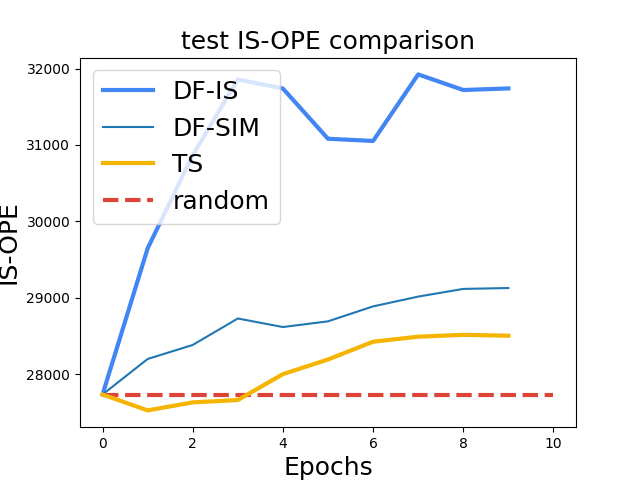 test IS-OPE comparison
32000
31000
30000
29000
28000
IS-OPE
DF-IS
DF-SIM
TS
random
0
2
4
6
8
10
Epochs